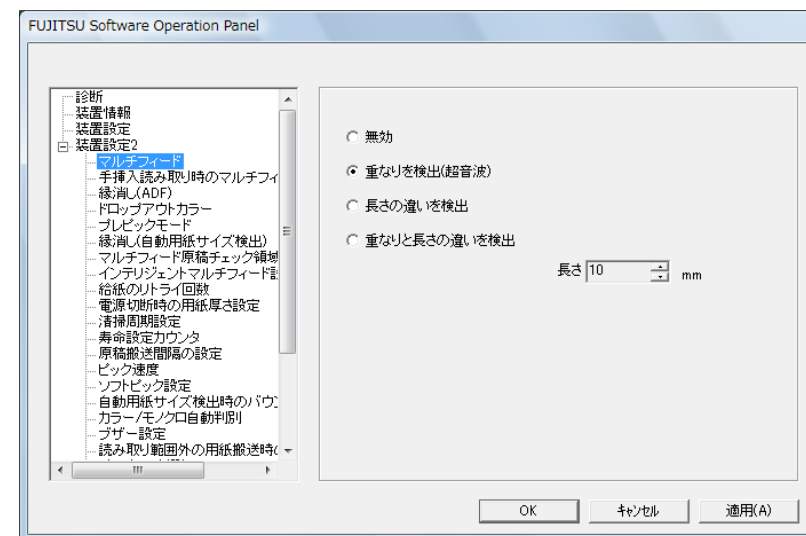 FUJITSU Software Operation Panel
診断
装置情報
装置設定
装置設定2
マルチフィード
手挿入読み取り時のマルチフィ
縁消し(ADF)
ドロップアウトカラー
プレピックモード
縁消し(自動用紙サイズ検出)
マルチフィード原稿チェック領域
インテリジェントマルチフィード
給紙のリトライ回数
電源切断時の用紙厚さ設定
清掃周期設定
寿命設定カウンタ
原稿搬送間隔の設定
ピック速度
ソフトピック設定
自動用紙サイズ検出時のバウ
カラー/モノクロ自動判別
ブザー設定
読み取り範囲外の用紙搬送時
無効
重なりを検出(超音波)
長さの違いを検出
重なりと長さの違いを検出
長さ 10 mm
OK キャンセル 適用(A)